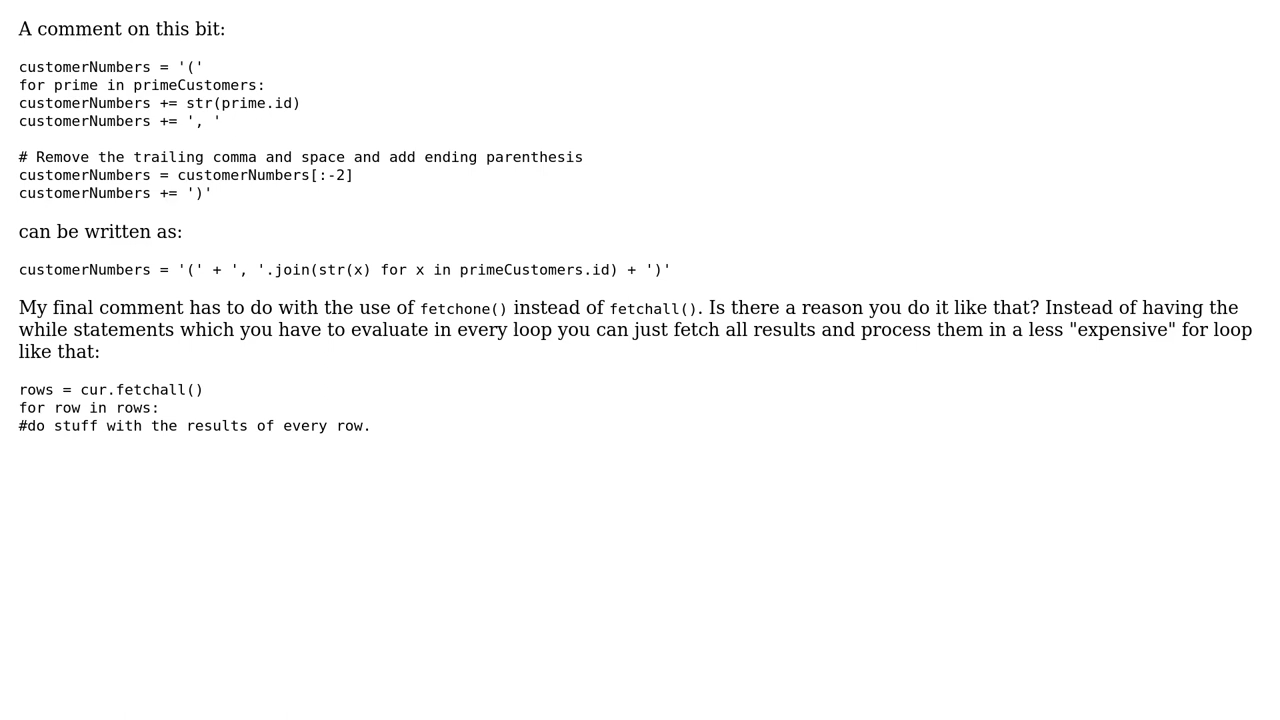 A comment on this bit:
customerNumbers = '('
for prime in primeCustomers:
customerNumbers += str(prime.id)
customerNumbers += ', '
# Remove the trailing comma and space and add ending parenthesis
customerNumbers = customerNumbers[:-2]
customerNumbers += ')'
can be written as:
customerNumbers = '(' + ', '.join(str(x) for x in primeCustomers.id) + ')'
My final comment has to do with the use of fetchone() instead of fetchall(). Is there a reason you do it like that? Instead of having the
while statements which you have to evaluate in every loop you can just fetch all results and process them in a less "expensive" for loop
like that:
rows = cur.fetchall()
for row in rows:
#do stuff with the results of every row.